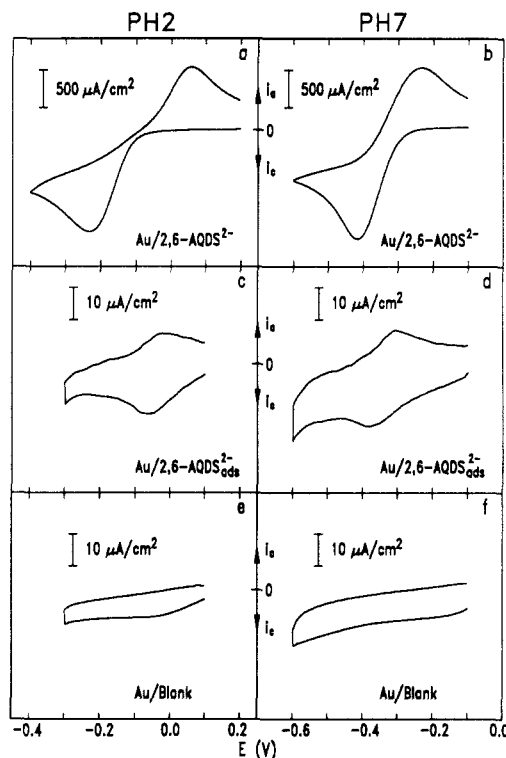 PH2 PH7
a b
500 μA/cm² 500 μA/cm²
iₐ
0
i꜀
Au/2,6-AQDS²⁻ Au/2,6-AQDS²⁻
c d
10 μA/cm² 10 μA/cm²
iₐ
0
i꜀
Au/2,6-AQDS²⁻ads Au/2,6-AQDS²⁻ads
e f
10 μA/cm² 10 μA/cm²
iₐ
0
i꜀
Au/Blank Au/Blank
-0.4 -0.2 0.0 0.2 -0.6 -0.4 -0.2 0.0
E (V)